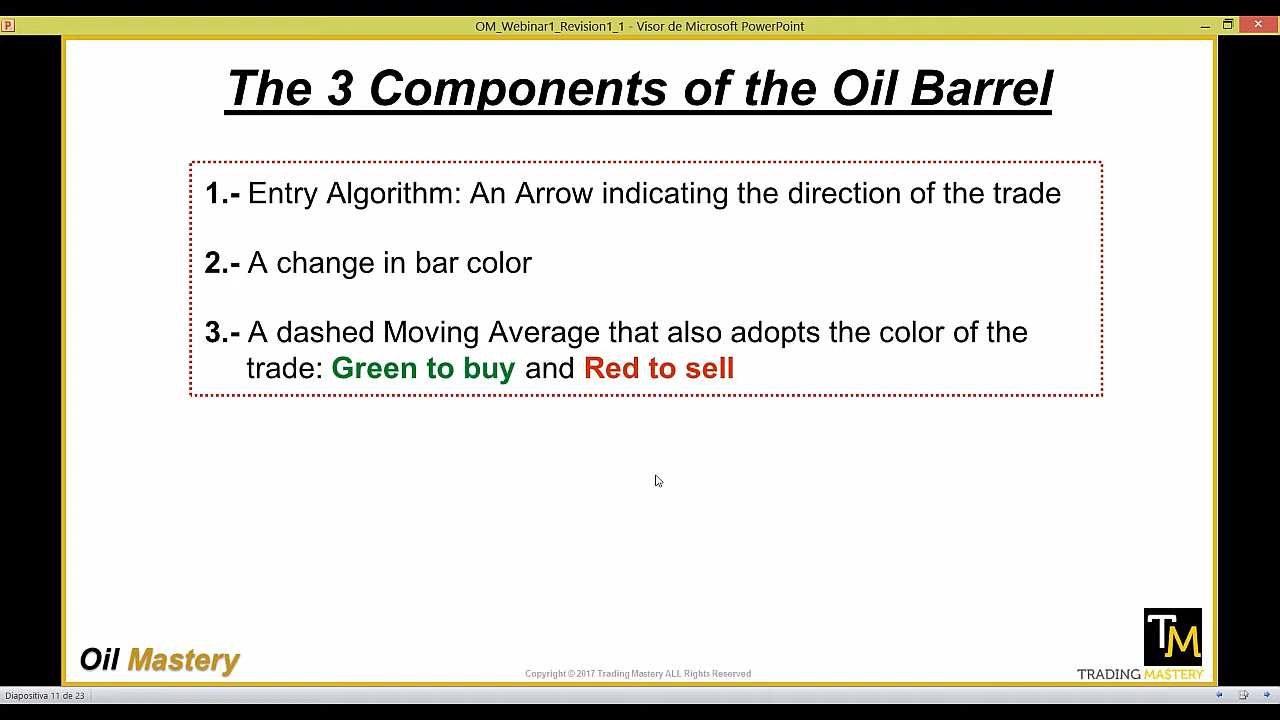 OM_Webinar1_Revision1_1 - Visor de Microsoft PowerPoint
The 3 Components of the Oil Barrel
1.- Entry Algorithm: An Arrow indicating the direction of the trade
2.- A change in bar color
3.- A dashed Moving Average that also adopts the color of the
trade: Green to buy and Red to sell
Oil Mastery
Copyright © 2017 Trading Mastery ALL Rights Reserved
TM
TRADING MASTERY
Diapositiva 11 de 23